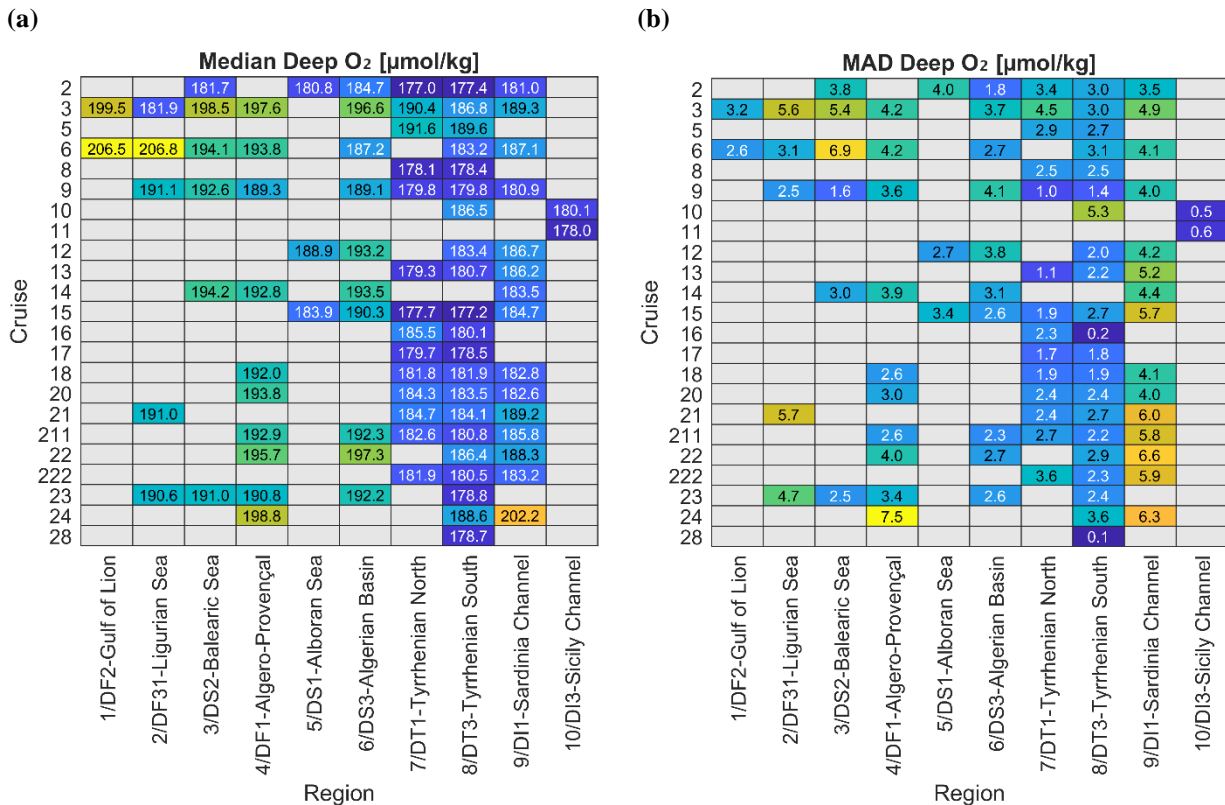 (a)
Median Deep O₂ [µmol/kg]
2 181.7 180.8 184.7 177.0 177.4 181.0
3 199.5 181.9 198.5 197.6 196.6 190.4 186.8 189.3
5 191.6 189.6
6 206.5 206.8 194.1 193.8 187.2 183.2 187.1
8 178.1 178.4
9 191.1 192.6 189.3 189.1 179.8 179.8 180.9
10 186.5 180.1
11 178.0
12 188.9 193.2 183.4 186.7
13 179.3 180.7 186.2
14 194.2 192.8 193.5 183.5
15 183.9 190.3 177.7 177.2 184.7
16 185.5 180.1
17 179.7 178.5
18 192.0 181.8 181.9 182.8
20 193.8 184.3 183.5 182.6
21 191.0 184.7 184.1 189.2
211 192.9 192.3 182.6 180.8 185.8
22 195.7 197.3 186.4 188.3
222 181.9 180.5 183.2
23 190.6 191.0 190.8 192.2 178.8
24 198.8 188.6 202.2
28 178.7
Cruise
1/DF2-Gulf of Lion
2/DF31-Ligurian Sea
3/DS2-Balearic Sea
4/DF1-Algero-Provençal
5/DS1-Alboran Sea
6/DS3-Algerian Basin
7/DT1-Tyrrhenian North
8/DT3-Tyrrhenian South
9/DI1-Sardinia Channel
10/DI3-Sicily Channel
Region
(b)
MAD Deep O₂ [µmol/kg]
2 3.8 4.0 1.8 3.4 3.0 3.5
3 3.2 5.6 5.4 4.2 3.7 4.5 3.0 4.9
5 2.9 2.7
6 2.6 3.1 6.9 4.2 2.7 3.1 4.1
8 2.5 2.5
9 2.5 1.6 3.6 4.1 1.0 1.4 4.0
10 5.3 0.5
11 0.6
12 2.7 3.8 2.0 4.2
13 1.1 2.2 5.2
14 3.0 3.9 3.1 4.4
15 3.4 2.6 1.9 2.7 5.7
16 2.3 0.2
17 1.7 1.8
18 2.6 1.9 1.9 4.1
20 3.0 2.4 2.4 4.0
21 5.7 2.4 2.7 6.0
211 2.6 2.3 2.7 2.2 5.8
22 4.0 2.7 2.9 6.6
222 3.6 2.3 5.9
23 4.7 2.5 3.4 2.6 2.4
24 7.5 3.6 6.3
28 0.1
Cruise
1/DF2-Gulf of Lion
2/DF31-Ligurian Sea
3/DS2-Balearic Sea
4/DF1-Algero-Provençal
5/DS1-Alboran Sea
6/DS3-Algerian Basin
7/DT1-Tyrrhenian North
8/DT3-Tyrrhenian South
9/DI1-Sardinia Channel
10/DI3-Sicily Channel
Region